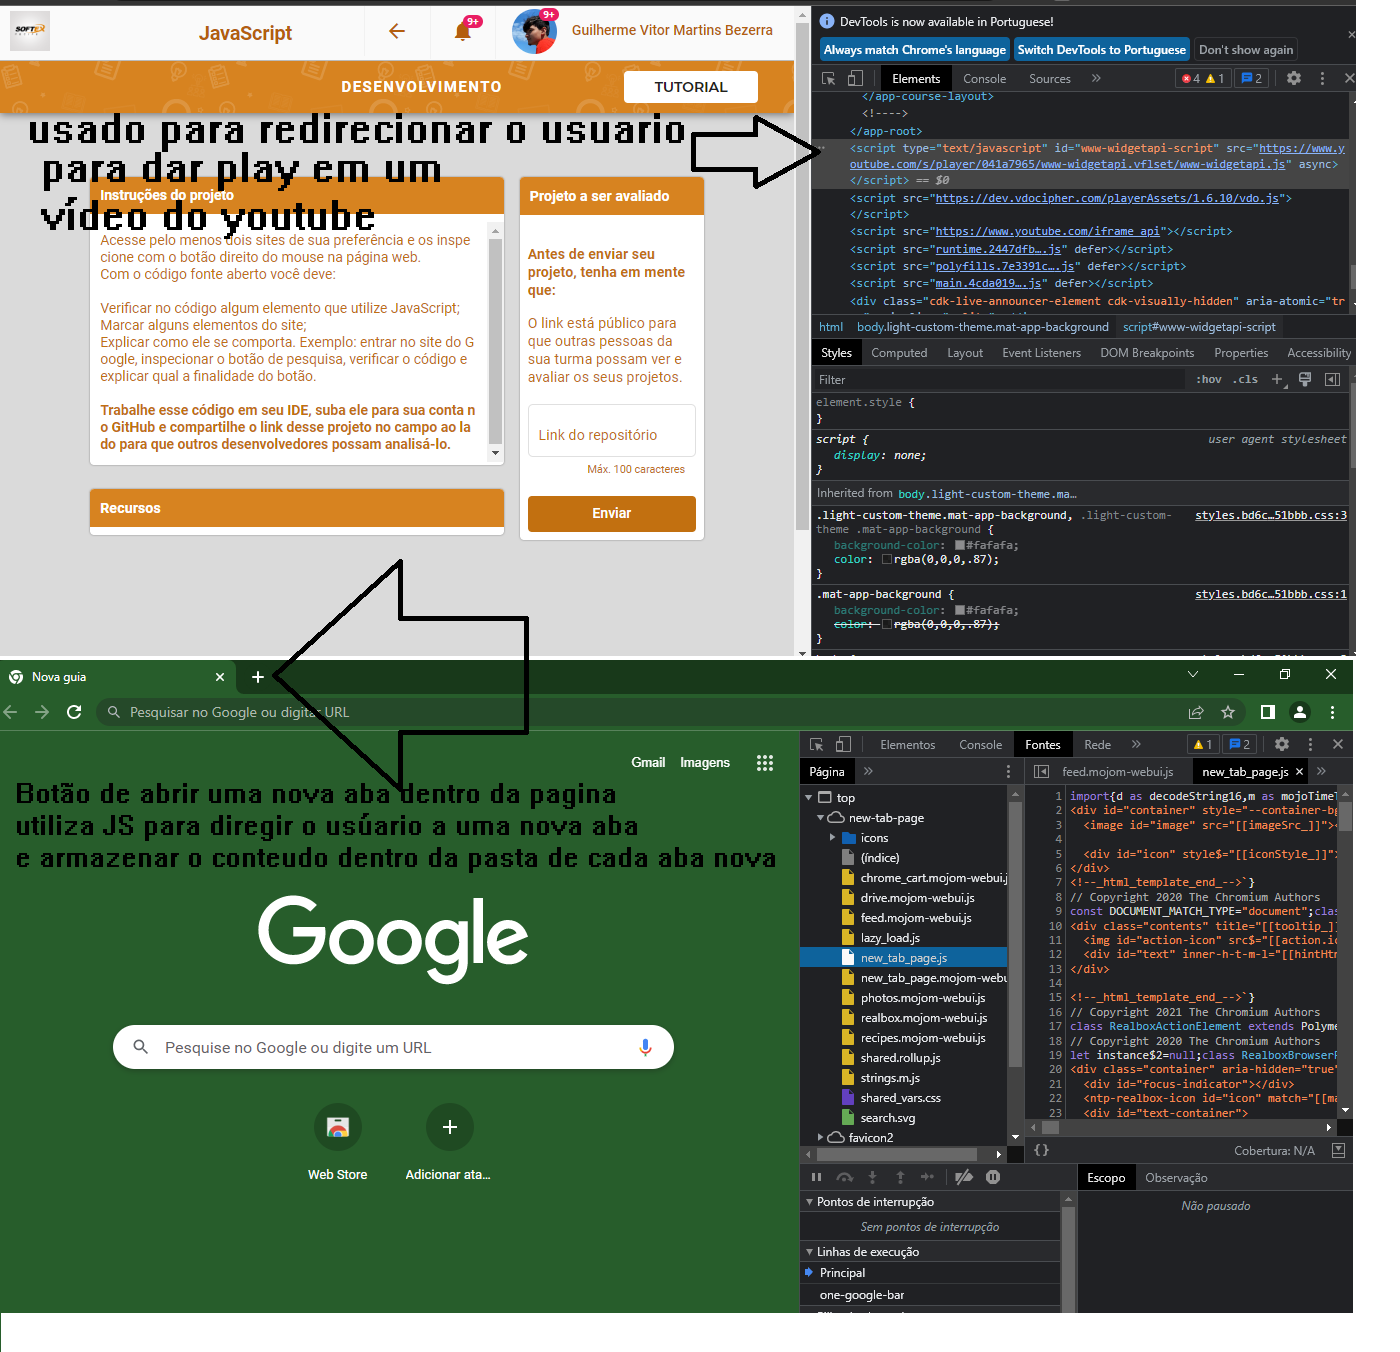 SOFTEX
JavaScript
9+
9+
Guilherme Vitor Martins Bezerra
DESENVOLVIMENTO
TUTORIAL
usado para redirecionar o usuario
para dar play em um
vídeo do youtube
Instruções do projeto
Acesse pelo menos dois sites de sua preferência e os inspe
cione com o botão direito do mouse na página web.
Com o código fonte aberto você deve:
Verificar no código algum elemento que utilize JavaScript;
Marcar alguns elementos do site;
Explicar como ele se comporta. Exemplo: entrar no site do G
oogle, inspecionar o botão de pesquisa, verificar o código e
explicar qual a finalidade do botão.
Trabalhe esse código em seu IDE, suba ele para sua conta n
o GitHub e compartilhe o link desse projeto no campo ao la
do para que outros desenvolvedores possam analisá-lo.
Recursos
Projeto a ser avaliado
Antes de enviar seu
projeto, tenha em mente
que:
O link está público para
que outras pessoas da
sua turma possam ver e
avaliar os seus projetos.
Link do repositório
Máx. 100 caracteres
Enviar
DevTools is now available in Portuguese!
Always match Chrome's language
Switch DevTools to Portuguese
Don't show again
Elements
Console
Sources
»
4
1
2
</app-course-layout>
<!---->
</app-root>
<script type="text/javascript" id="www-widgetapi-script" src="https://www.y
outube.com/s/player/041a7965/www-widgetapi.vflset/www-widgetapi.js" async>
</script> == $0
<script src="https://dev.vdocipher.com/playerAssets/1.6.10/vdo.js">
</script>
<script src="https://www.youtube.com/iframe_api"></script>
<script src="runtime.2447dfb….js" defer></script>
<script src="polyfills.7e3391c….js" defer></script>
<script src="main.4cda019….js" defer></script>
<div class="cdk-live-announcer-element cdk-visually-hidden" aria-atomic="tr
html
body.light-custom-theme.mat-app-background
script#www-widgetapi-script
Styles
Computed
Layout
Event Listeners
DOM Breakpoints
Properties
Accessibility
Filter
:hov
.cls
element.style {
}
script {
user agent stylesheet
display: none;
}
Inherited from body.light-custom-theme.ma…
.light-custom-theme.mat-app-background, .light-custom-
styles.bd6c…51bbb.css:3
theme .mat-app-background {
background-color: #fafafa;
color: rgba(0,0,0,.87);
}
.mat-app-background {
styles.bd6c…51bbb.css:1
background-color: #fafafa;
color: rgba(0,0,0,.87);
}
Nova guia
Pesquisar no Google ou digitar URL
Gmail
Imagens
Botão de abrir uma nova aba dentro da pagina
utiliza JS para diregir o usúario a uma nova aba
e armazenar o conteudo dentro da pasta de cada aba nova
Google
Pesquise no Google ou digite um URL
Web Store
Adicionar ata...
Elementos
Console
Fontes
Rede
»
1
2
Página
»
feed.mojom-webui.js
new_tab_page.js
»
top
new-tab-page
icons
(índice)
chrome_cart.mojom-webui.j
drive.mojom-webui.js
feed.mojom-webui.js
lazy_load.js
new_tab_page.js
new_tab_page.mojom-webu
photos.mojom-webui.js
realbox.mojom-webui.js
recipes.mojom-webui.js
shared.rollup.js
strings.m.js
shared_vars.css
search.svg
favicon2
1 import{d as decodeString16,m as mojoTimeT
2 <div id="container" style="--container-bg
3 <image id="image" src="[[imageSrc_]]"><
4
5 <div id="icon" style$="[[iconStyle_]]">
6 </div>
7 <!--_html_template_end_-->`}
8 // Copyright 2020 The Chromium Authors
9 const DOCUMENT_MATCH_TYPE="document";clas
10 <div class="contents" title="[[tooltip_]]
11 <img id="action-icon" src$="[[action.ic
12 <div id="text" inner-h-t-m-l="[[hintHtm
13 </div>
14
15 <!--_html_template_end_-->`}
16 // Copyright 2021 The Chromium Authors
17 class RealboxActionElement extends Polyme
18 // Copyright 2020 The Chromium Authors
19 let instance$2=null;class RealboxBrowserP
20 <div class="container" aria-hidden="true"
21 <div id="focus-indicator"></div>
22 <ntp-realbox-icon id="icon" match="[[ma
23 <div id="text-container">
{}
Cobertura: N/A
Pontos de interrupção
Sem pontos de interrupção
Linhas de execução
Principal
one-google-bar
Escopo
Observação
Não pausado